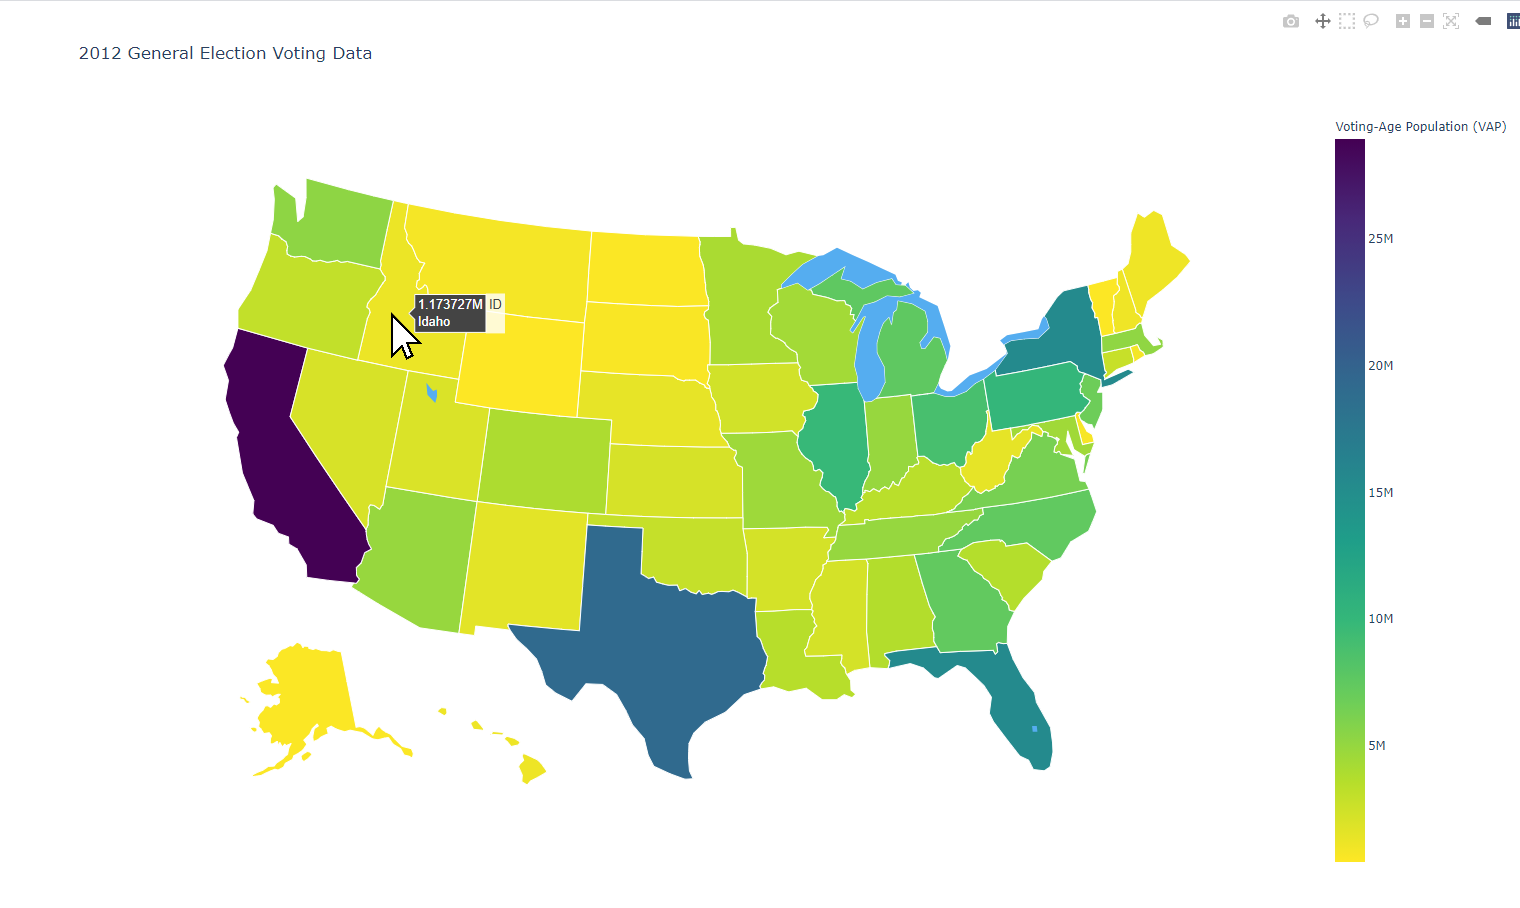 2012 General Election Voting Data
Voting-Age Population (VAP)
25M
20M
15M
10M
5M
1.173727M ID
Idaho